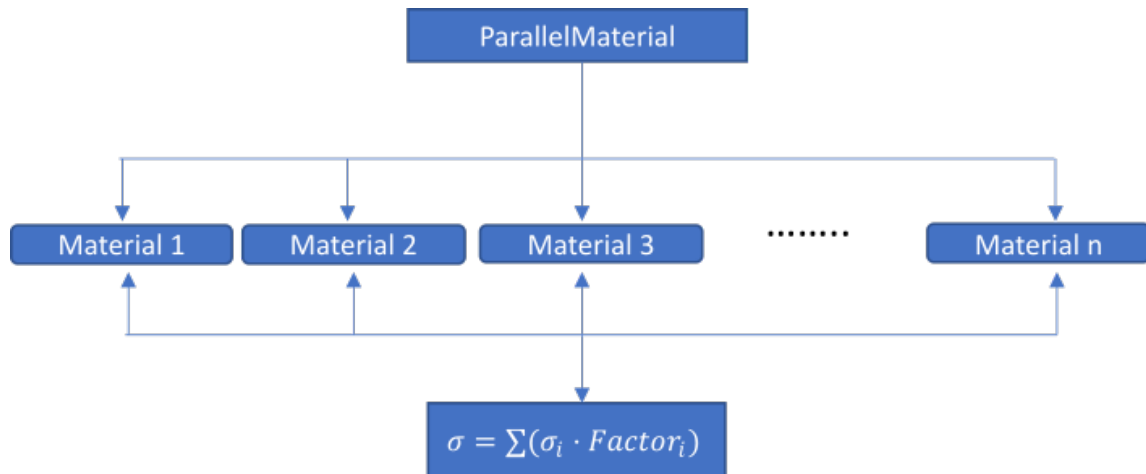 ParallelMaterial
Material 1 Material 2 Material 3 ........ Material n
σ = ∑(σᵢ · Factorᵢ)